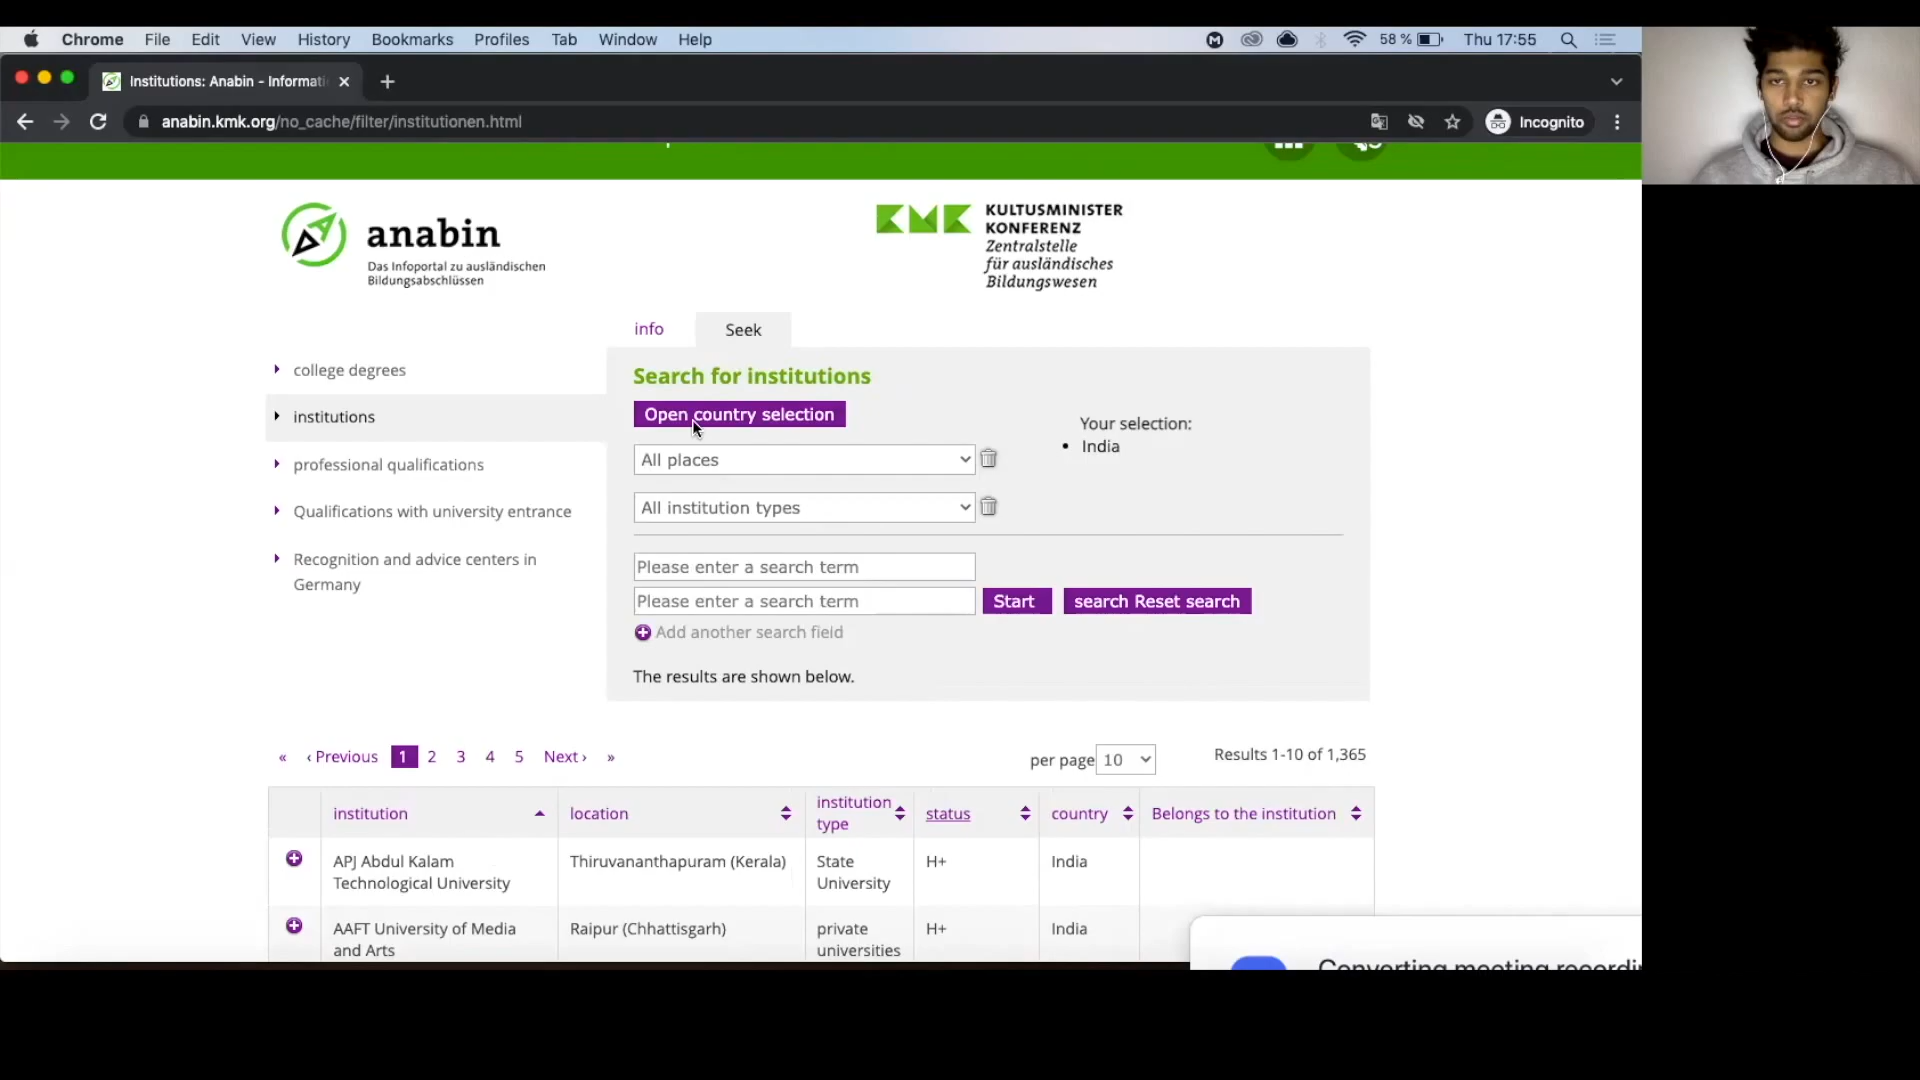 Chrome File Edit View History Bookmarks Profiles Tab Window Help 58 % Thu 17:55
Institutions: Anabin - Informati
anabin.kmk.org/no_cache/filter/institutionen.html Incognito
anabin
Das Infoportal zu ausländischen
Bildungsabschlüssen
KMK
KULTUSMINISTER
KONFERENZ
Zentralstelle
für ausländisches
Bildungswesen
info Seek
college degrees
institutions
professional qualifications
Qualifications with university entrance
Recognition and advice centers in
Germany
Search for institutions
Open country selection
Your selection:
• India
All places
All institution types
Please enter a search term
Please enter a search term Start search Reset search
Add another search field
The results are shown below.
« ‹ Previous 1 2 3 4 5 Next › » per page 10 Results 1-10 of 1,365
institution location institution type status country Belongs to the institution
APJ Abdul Kalam Technological University Thiruvananthapuram (Kerala) State University H+ India
AAFT University of Media and Arts Raipur (Chhattisgarh) private universities H+ India
Converting meeting